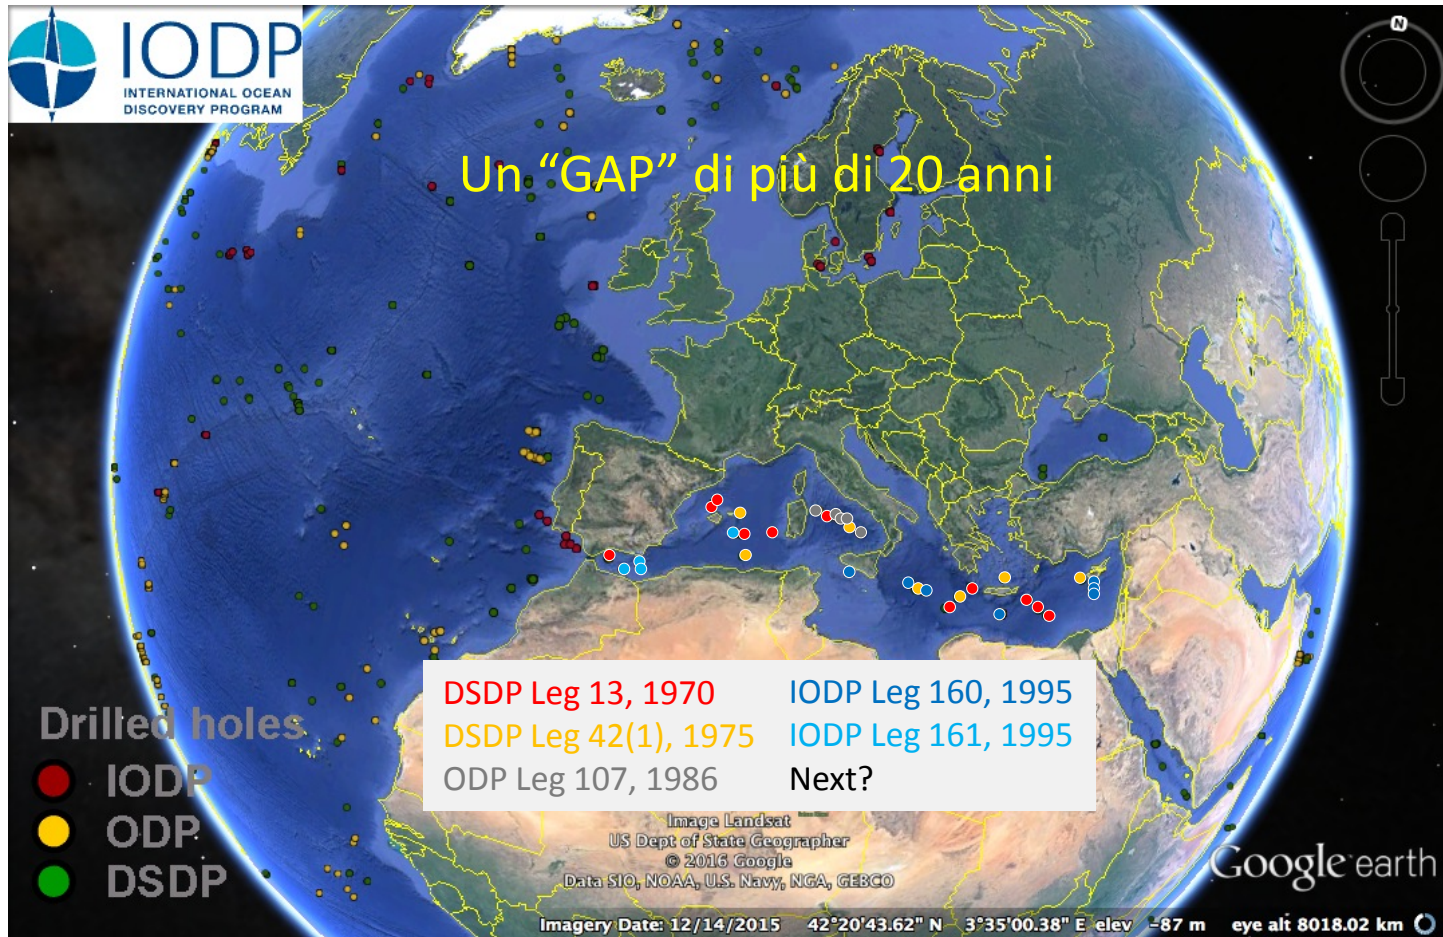 IODP
INTERNATIONAL OCEAN
DISCOVERY PROGRAM
N
Un “GAP” di più di 20 anni
DSDP Leg 13, 1970
DSDP Leg 42(1), 1975
ODP Leg 107, 1986
IODP Leg 160, 1995
IODP Leg 161, 1995
Next?
Drilled holes
IODP
ODP
DSDP
Image Landsat
US Dept of State Geographer
© 2016 Google
Data SIO, NOAA, U.S. Navy, NGA, GEBCO
Google earth
Imagery Date: 12/14/2015 42°20'43.62" N 3°35'00.38" E elev -87 m eye alt 8018.02 km